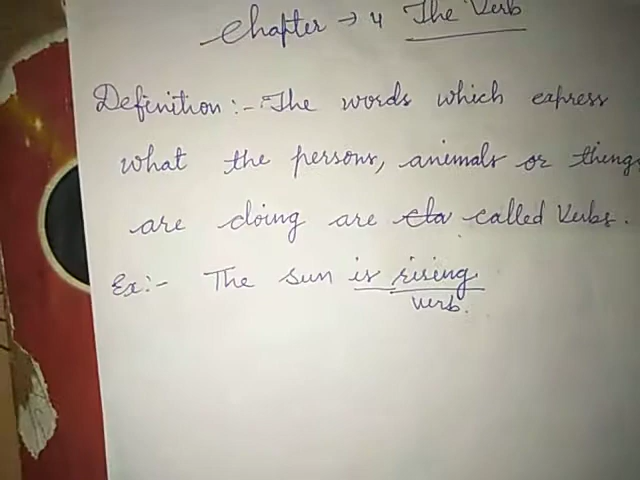 Chapter → 4 The Verb
Definition :- The words which express
what the persons, animals or things
are doing are cla called Verbs.
Ex:- The sun is rising
verb.